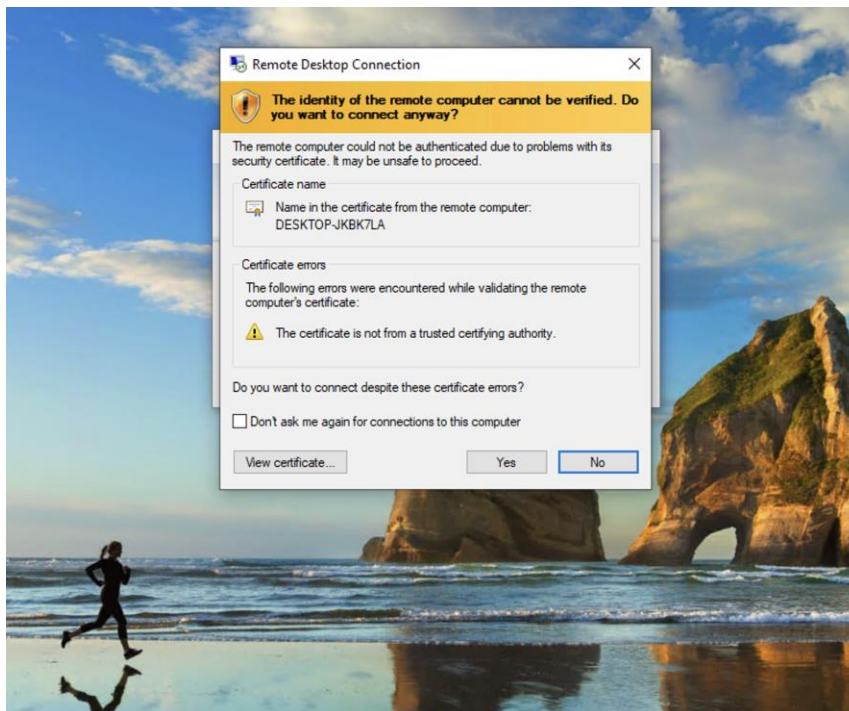 Remote Desktop Connection
The identity of the remote computer cannot be verified. Do
you want to connect anyway?
The remote computer could not be authenticated due to problems with its
security certificate. It may be unsafe to proceed.
Certificate name
Name in the certificate from the remote computer:
DESKTOP-JKBK7LA
Certificate errors
The following errors were encountered while validating the remote
computer's certificate:
The certificate is not from a trusted certifying authority.
Do you want to connect despite these certificate errors?
Don't ask me again for connections to this computer
View certificate...
Yes
No